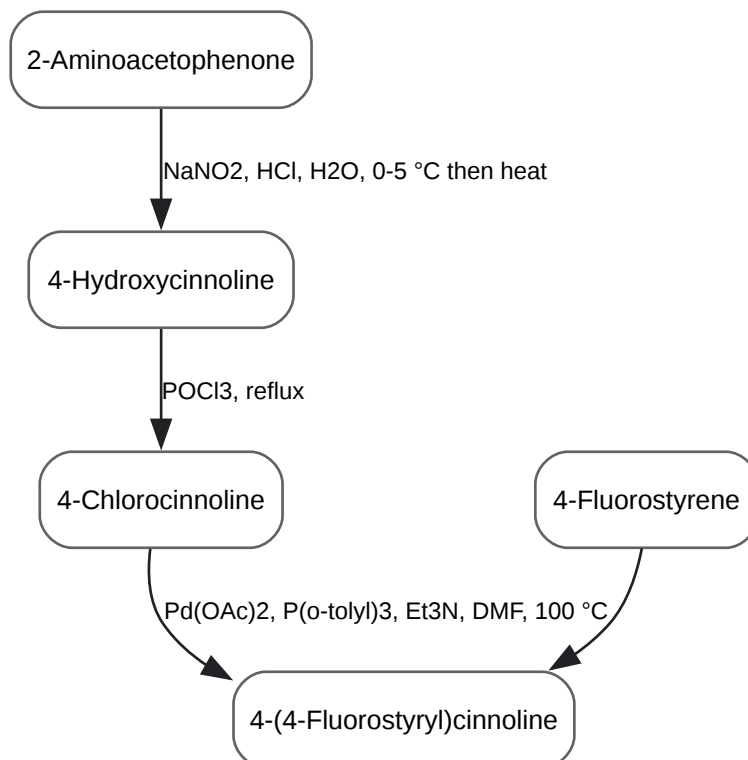 2-Aminoacetophenone
NaNO2, HCl, H2O, 0-5 °C then heat
4-Hydroxycinnoline
POCl3, reflux
4-Chlorocinnoline
4-Fluorostyrene
Pd(OAc)2, P(o-tolyl)3, Et3N, DMF, 100 °C
4-(4-Fluorostyryl)cinnoline